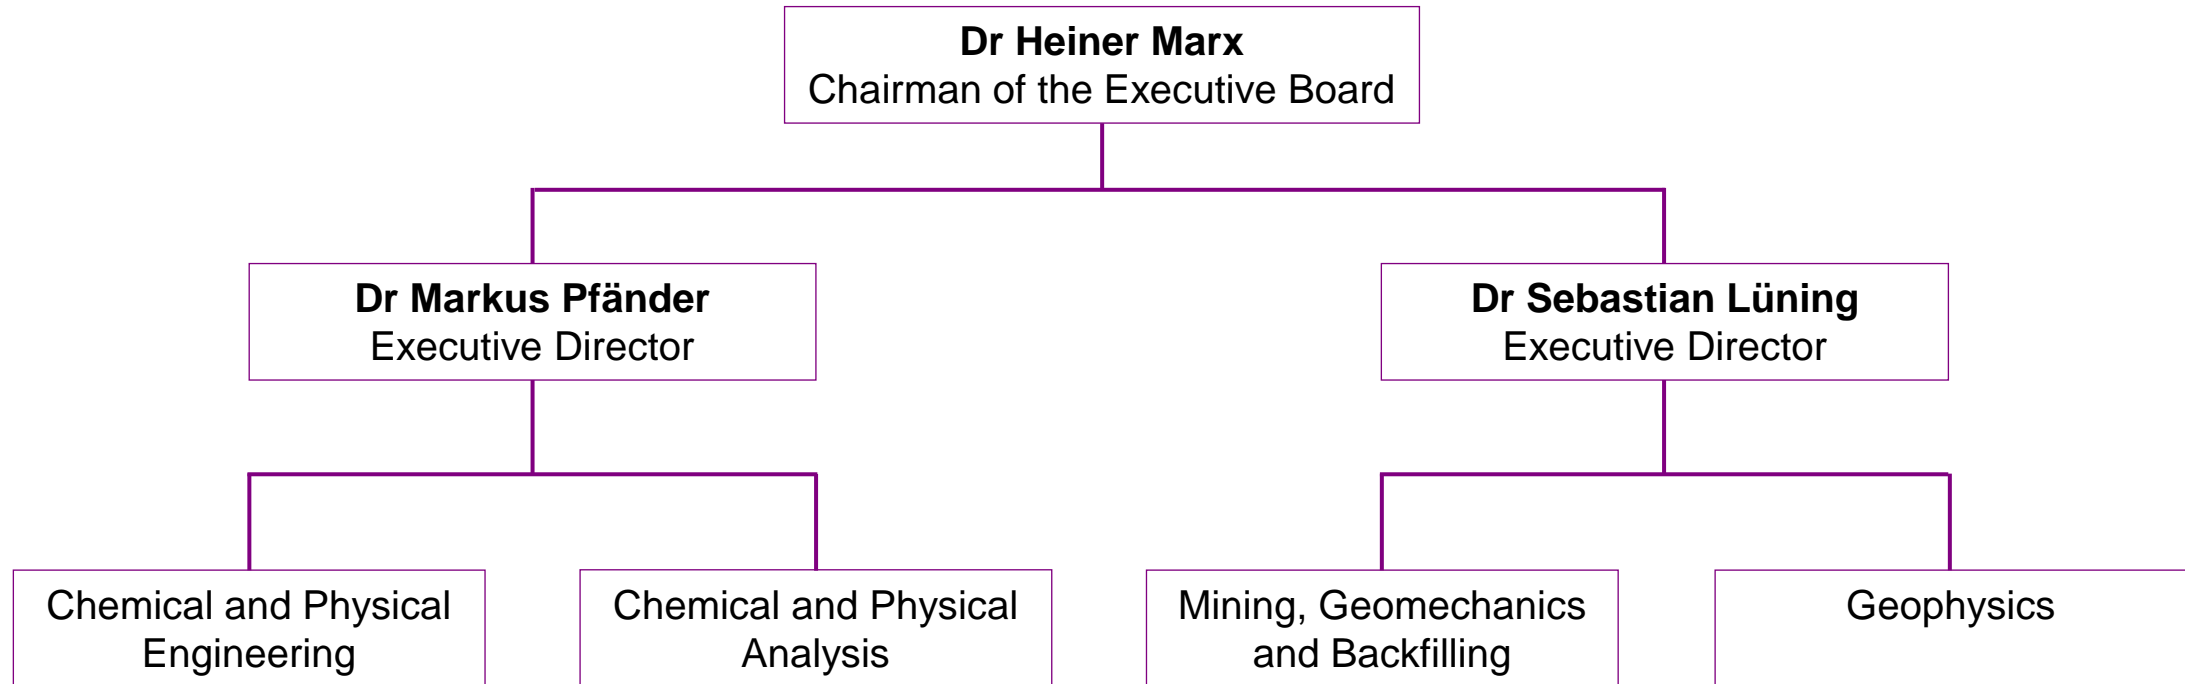 Dr Heiner Marx
Chairman of the Executive Board
Dr Markus Pfänder
Executive Director
Dr Sebastian Lüning
Executive Director
Chemical and Physical
Engineering
Chemical and Physical
Analysis
Mining, Geomechanics
and Backfilling
Geophysics